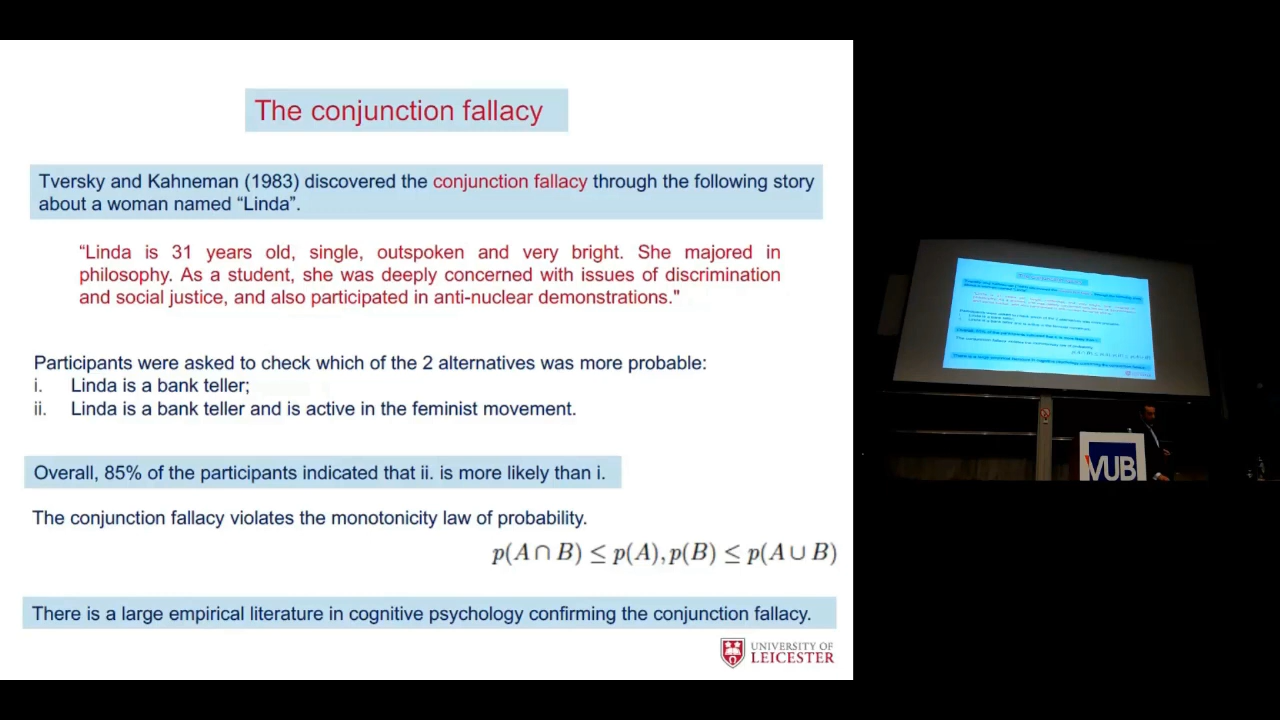 The conjunction fallacy
Tversky and Kahneman (1983) discovered the conjunction fallacy through the following story
about a woman named “Linda”.
“Linda is 31 years old, single, outspoken and very bright. She majored in
philosophy. As a student, she was deeply concerned with issues of discrimination
and social justice, and also participated in anti-nuclear demonstrations."
Participants were asked to check which of the 2 alternatives was more probable:
i. Linda is a bank teller;
ii. Linda is a bank teller and is active in the feminist movement.
Overall, 85% of the participants indicated that ii. is more likely than i.
The conjunction fallacy violates the monotonicity law of probability.
p(A ∩ B) ≤ p(A), p(B) ≤ p(A ∪ B)
There is a large empirical literature in cognitive psychology confirming the conjunction fallacy.
UNIVERSITY OF
LEICESTER
VUB